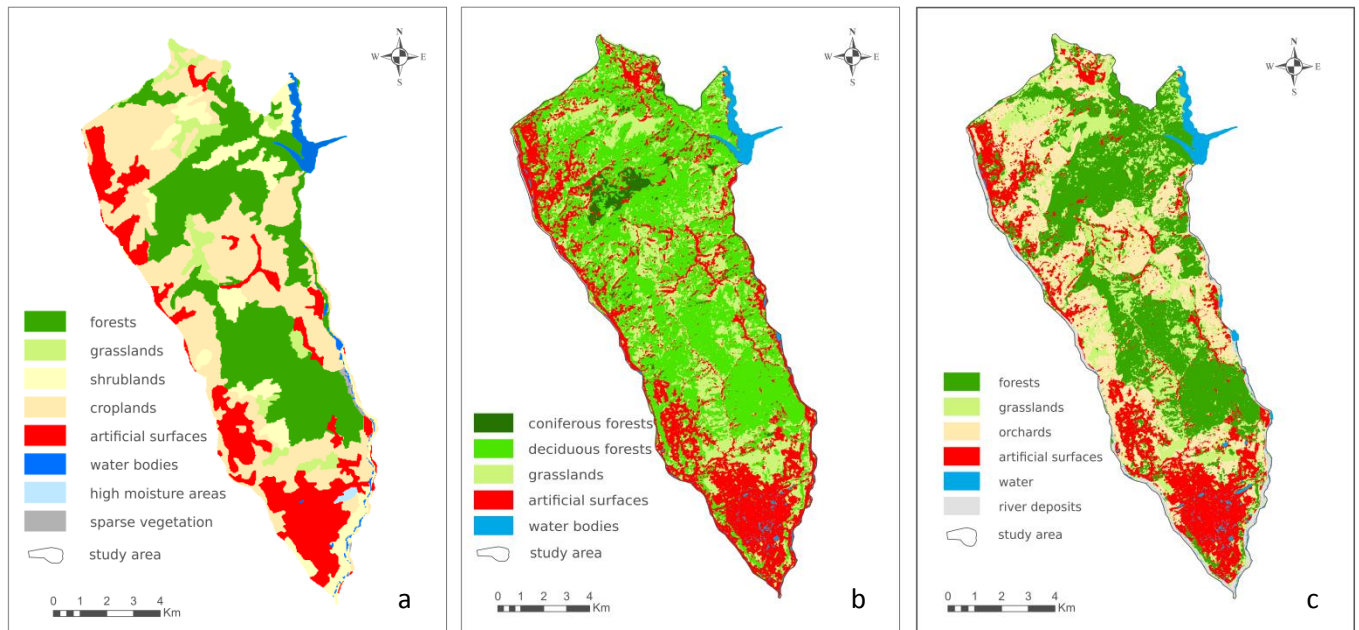 N
W E
S
forests
grasslands
shrublands
croplands
artificial surfaces
water bodies
high moisture areas
sparse vegetation
study area
0 1 2 3 4
Km
a
N
W E
S
coniferous forests
deciduous forests
grasslands
artificial surfaces
water bodies
study area
0 1 2 3 4
Km
b
N
W E
S
forests
grasslands
orchards
artificial surfaces
water
river deposits
study area
0 1 2 3 4
Km
c